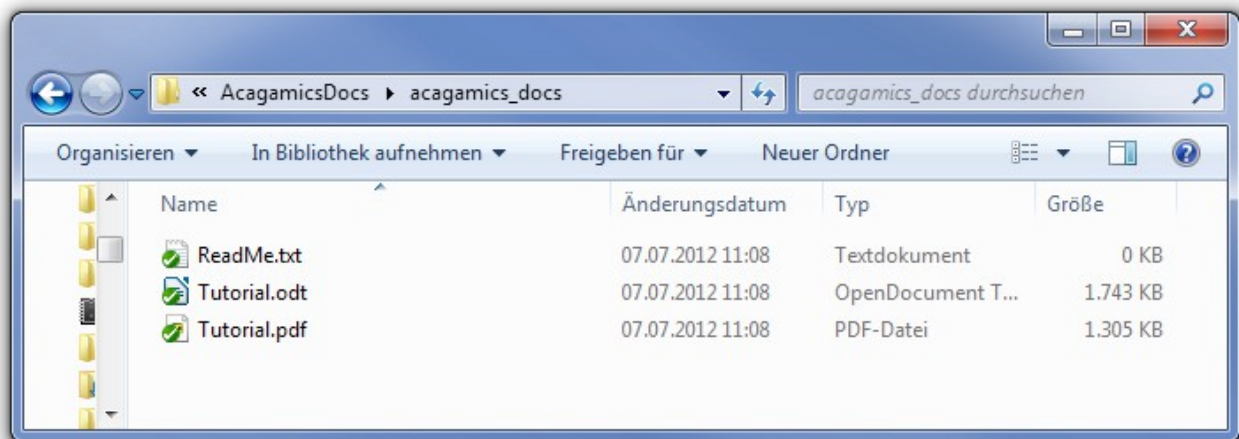 « AcagamicsDocs ▸ acagamics_docs acagamics_docs durchsuchen
Organisieren In Bibliothek aufnehmen Freigeben für Neuer Ordner
Name Änderungsdatum Typ Größe
ReadMe.txt 07.07.2012 11:08 Textdokument 0 KB
Tutorial.odt 07.07.2012 11:08 OpenDocument T... 1.743 KB
Tutorial.pdf 07.07.2012 11:08 PDF-Datei 1.305 KB